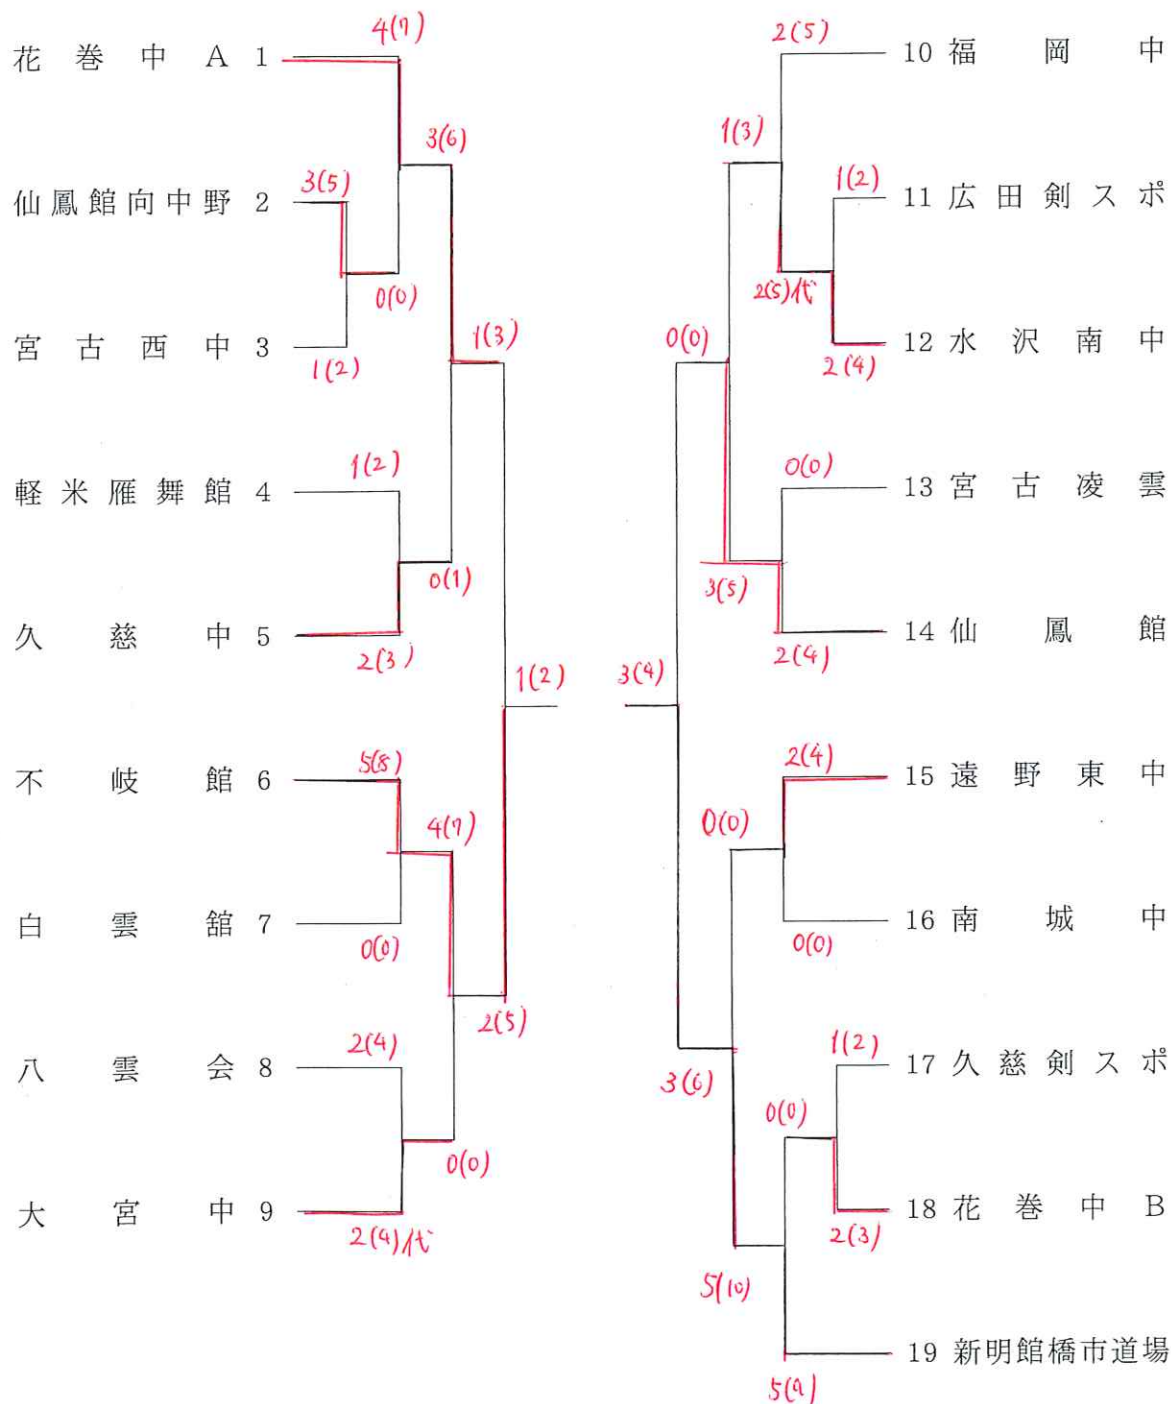 4(7)
花巻中A 1
3(6)
3(5)
仙鳳館向中野 2
0(0)
宮古西中 3
1(2)
1(3)
1(2)
軽米雁舞館 4
0(1)
久慈中 5
2(3)
1(2)
5(8)
不岐館 6
4(7)
白雲舘 7
0(0)
2(5)
2(4)
八雲会 8
0(0)
大宮中 9
2(4)代
2(5)
10 福岡中
1(3)
1(2)
11 広田剣スポ
2(5)代
0(0)
12 水沢南中
2(4)
0(0)
13 宮古凌雲
3(5)
14 仙鳳館
2(4)
3(4)
2(4)
15 遠野東中
0(0)
16 南城中
0(0)
1(2)
17 久慈剣スポ
3(6)
0(0)
18 花巻中B
2(3)
5(10)
19 新明館橋市道場
5(9)